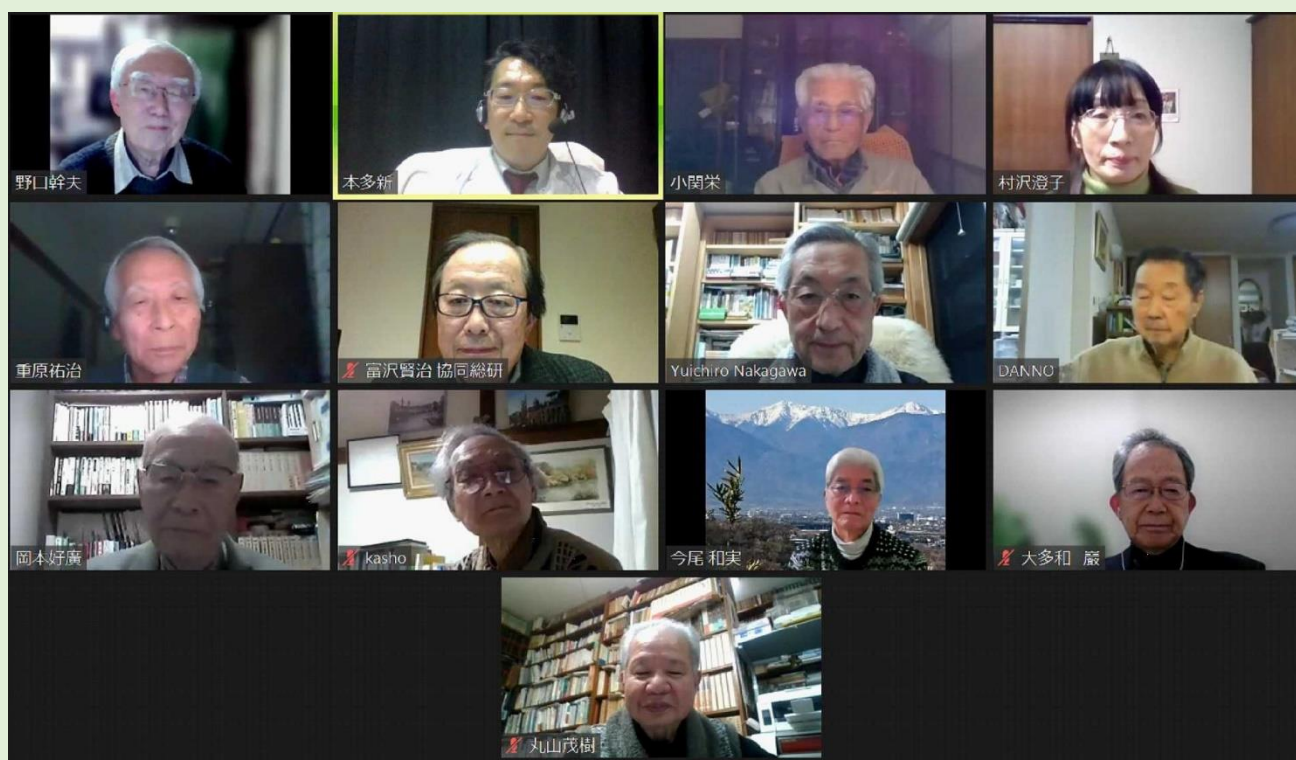 野口幹夫
本多新
小関栄
村沢澄子
重原祐治
富沢賢治 協同総研
Yuichiro Nakagawa
DANNO
岡本好廣
kasho
今尾 和実
大多和 巖
丸山茂樹